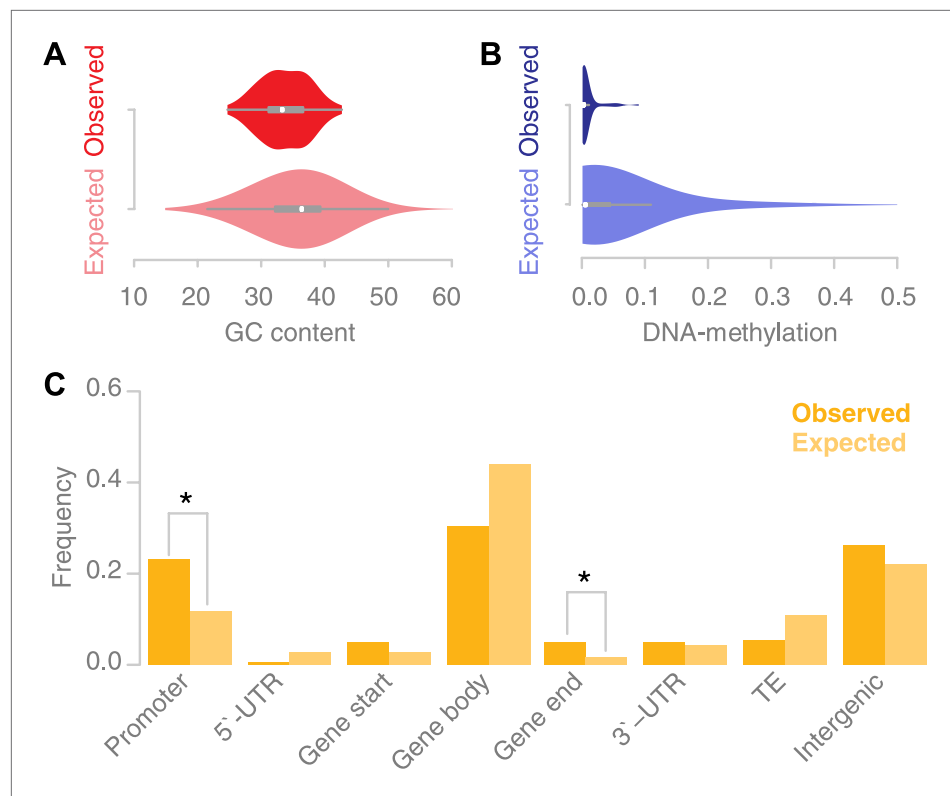 A
Observed
Expected
10 20 30 40 50 60
GC content
B
Observed
Expected
0.0 0.1 0.2 0.3 0.4 0.5
DNA-methylation
C
Frequency
0.6
0.4
0.2
0.0
Observed
Expected
*
*
Promoter
5`-UTR
Gene start
Gene body
Gene end
3`–UTR
TE
Intergenic